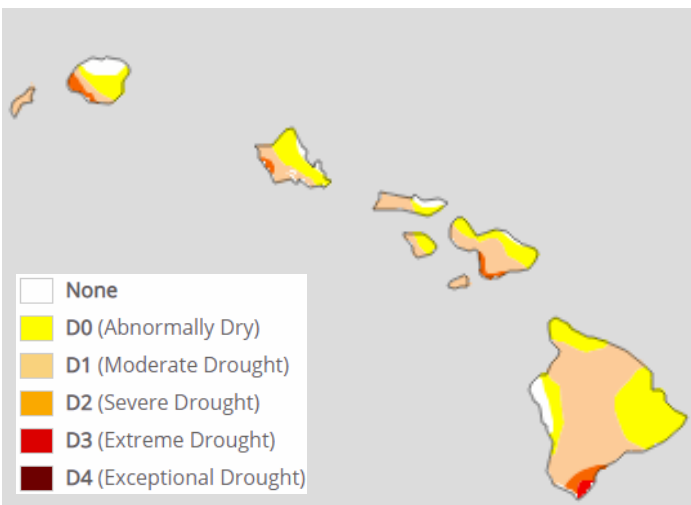 None
D0 (Abnormally Dry)
D1 (Moderate Drought)
D2 (Severe Drought)
D3 (Extreme Drought)
D4 (Exceptional Drought)